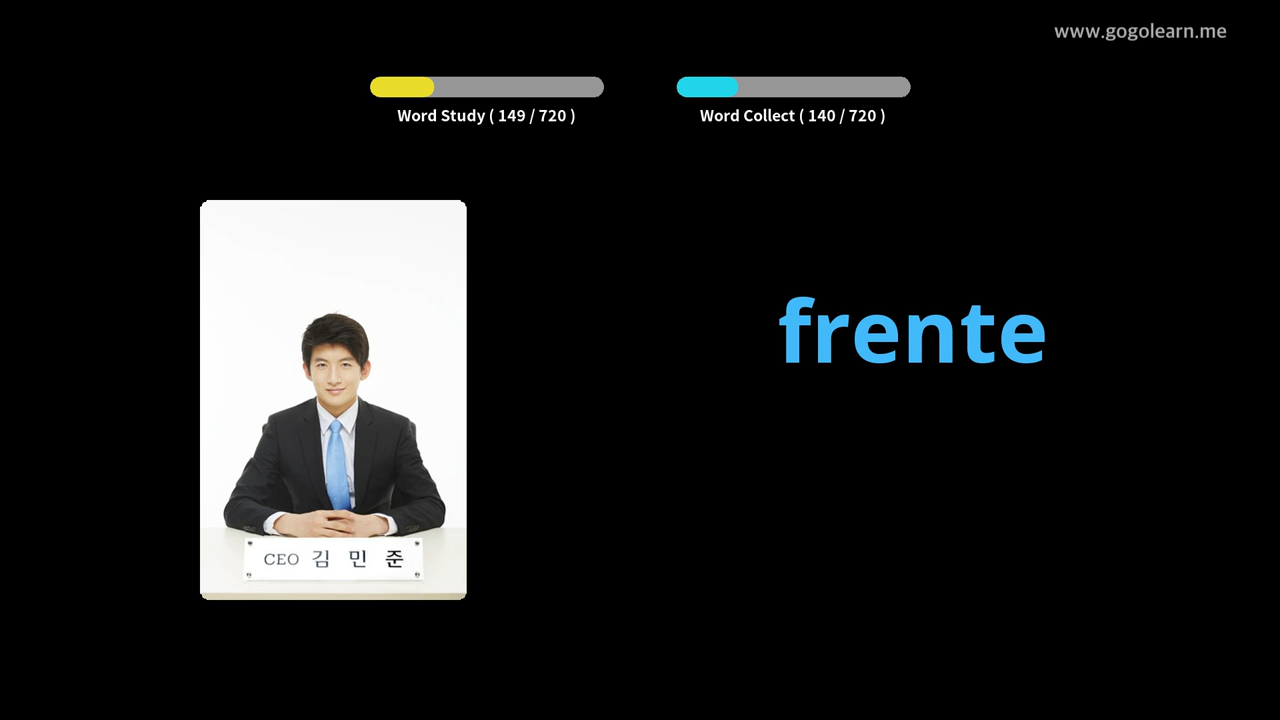 www.gogolearn.me
Word Study ( 149 / 720 )
Word Collect ( 140 / 720 )
frente
CEO 김 민 준